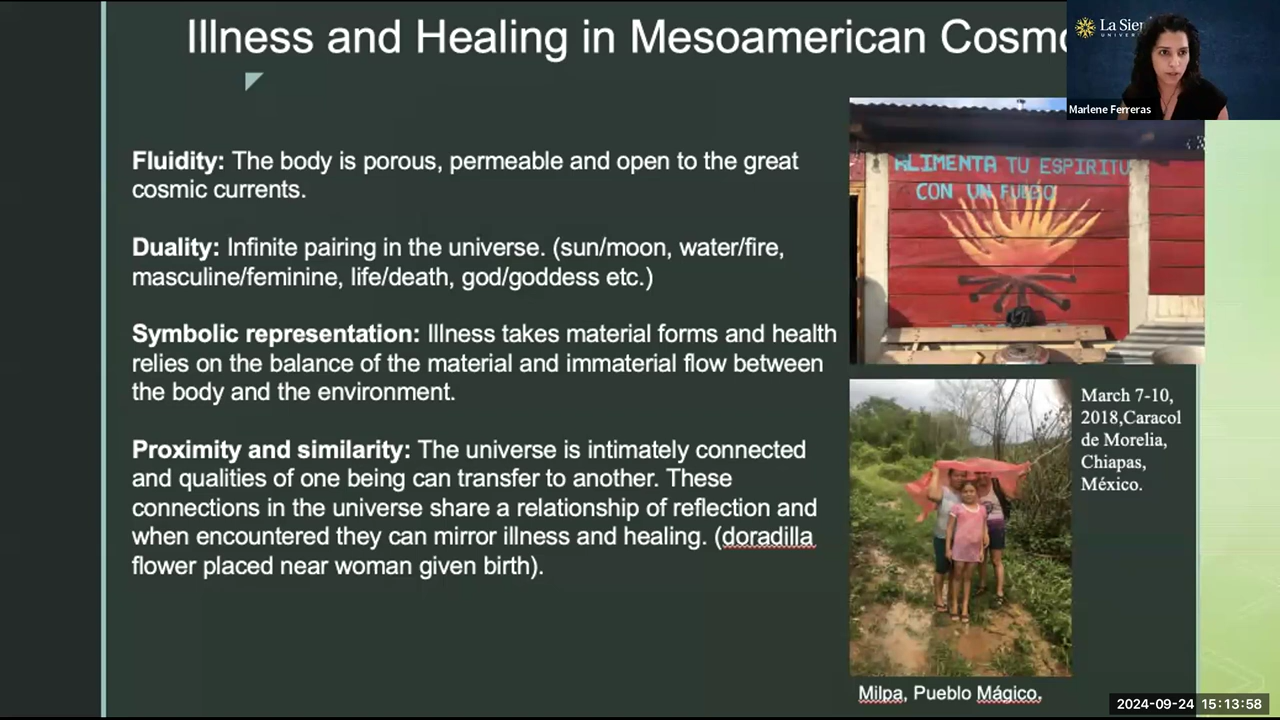 Illness and Healing in Mesoamerican Cosmo
La Sier
UNIVE
Marlene Ferreras
Fluidity: The body is porous, permeable and open to the great
cosmic currents.
Duality: Infinite pairing in the universe. (sun/moon, water/fire,
masculine/feminine, life/death, god/goddess etc.)
Symbolic representation: Illness takes material forms and health
relies on the balance of the material and immaterial flow between
the body and the environment.
Proximity and similarity: The universe is intimately connected
and qualities of one being can transfer to another. These
connections in the universe share a relationship of reflection and
when encountered they can mirror illness and healing. (doradilla
flower placed near woman given birth).
ALIMENTA TU ESPIRITU
CON UN FUEGO
March 7-10,
2018,Caracol
de Morelia,
Chiapas,
México.
Milpa, Pueblo Mágico.
2024-09-24 15:13:58